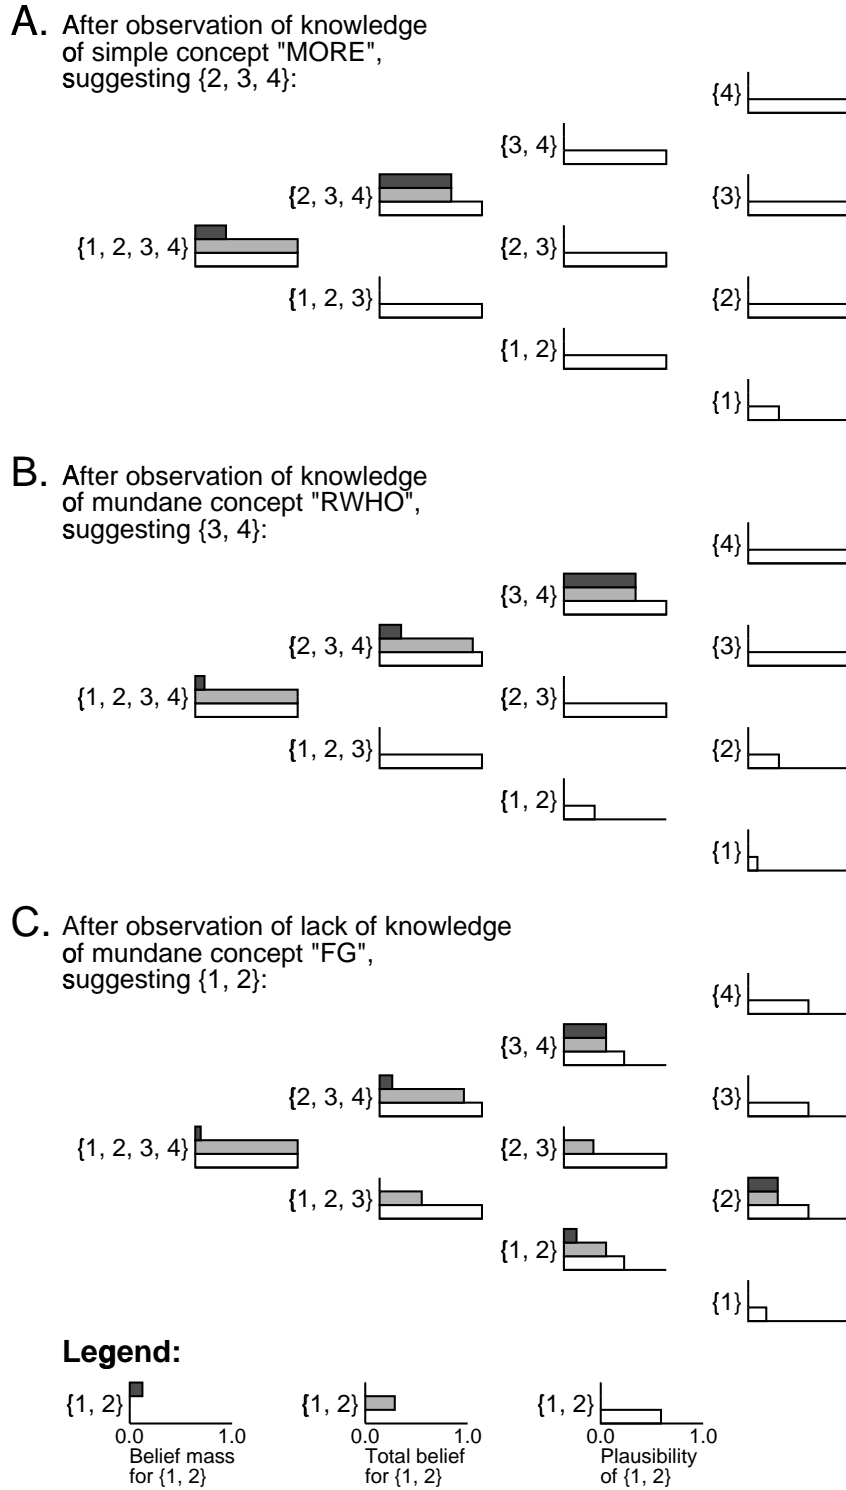 A. After observation of knowledge
of simple concept "MORE",
suggesting {2, 3, 4}:
{4}
{3, 4}
{2, 3, 4}
{3}
{1, 2, 3, 4}
{2, 3}
{1, 2, 3}
{2}
{1, 2}
{1}
B. After observation of knowledge
of mundane concept "RWHO",
suggesting {3, 4}:
{4}
{3, 4}
{2, 3, 4}
{3}
{1, 2, 3, 4}
{2, 3}
{1, 2, 3}
{2}
{1, 2}
{1}
C. After observation of lack of knowledge
of mundane concept "FG",
suggesting {1, 2}:
{4}
{3, 4}
{2, 3, 4}
{3}
{1, 2, 3, 4}
{2, 3}
{1, 2, 3}
{2}
{1, 2}
{1}
Legend:
{1, 2}
0.0 1.0
Belief mass
for {1, 2}
{1, 2}
0.0 1.0
Total belief
for {1, 2}
{1, 2}
0.0 1.0
Plausibility
of {1, 2}